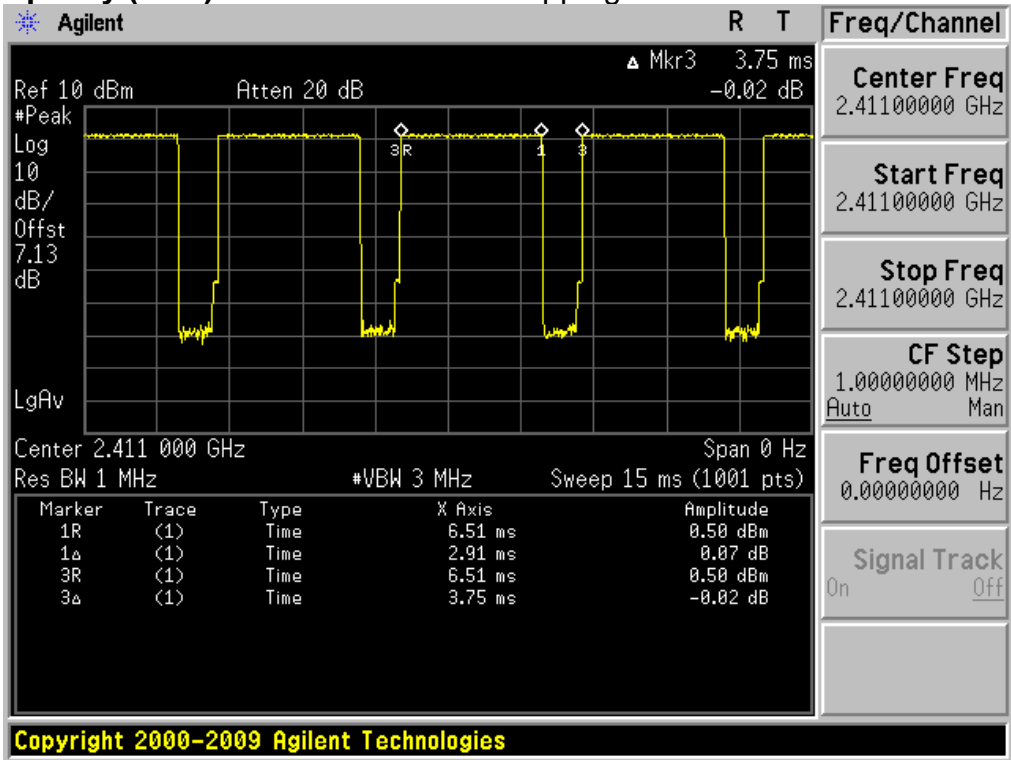 Agilent R T Freq/Channel
▵ Mkr3 3.75 ms
Ref 10 dBm Atten 20 dB −0.02 dB
#Peak
Log
10
dB/
Offst
7.13
dB
LgAv
3R
1
3
Center 2.411 000 GHz Span 0 Hz
Res BW 1 MHz #VBW 3 MHz Sweep 15 ms (1001 pts)
Marker Trace Type X Axis Amplitude
1R (1) Time 6.51 ms 0.50 dBm
1▵ (1) Time 2.91 ms 0.07 dB
3R (1) Time 6.51 ms 0.50 dBm
3▵ (1) Time 3.75 ms −0.02 dB
Center Freq
2.41100000 GHz
Start Freq
2.41100000 GHz
Stop Freq
2.41100000 GHz
CF Step
1.00000000 MHz
Auto Man
Freq Offset
0.00000000 Hz
Signal Track
On Off
Copyright 2000–2009 Agilent Technologies